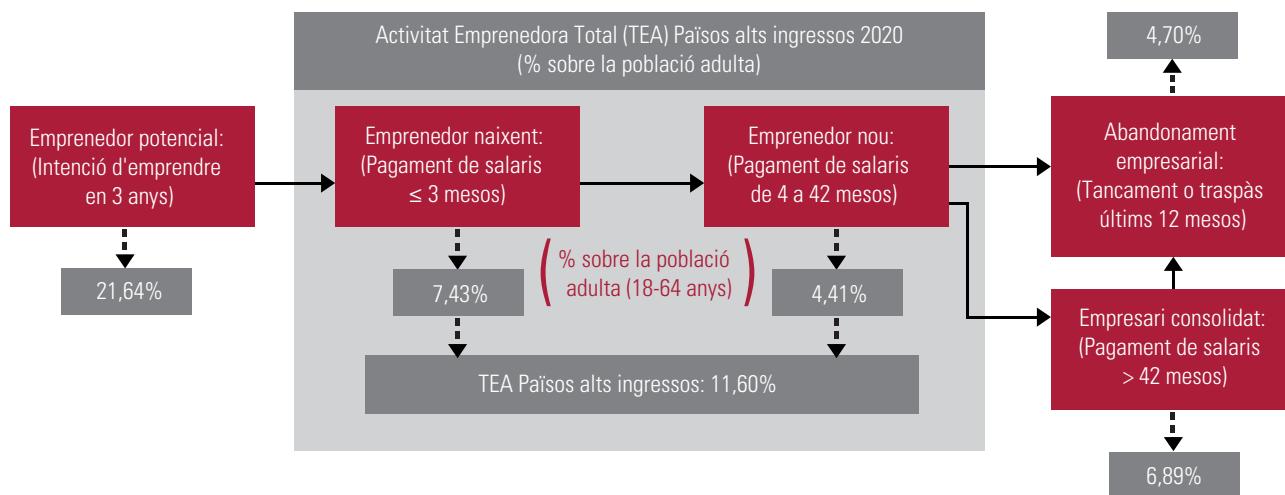 Activitat Emprenedora Total (TEA) Països alts ingressos 2020
(% sobre la població adulta)
4,70%
Emprenedor potencial:
(Intenció d'emprendre
en 3 anys)
21,64%
Emprenedor naixent:
(Pagament de salaris
≤ 3 mesos)
7,43%
% sobre la població
adulta (18-64 anys)
Emprenedor nou:
(Pagament de salaris
de 4 a 42 mesos)
4,41%
TEA Països alts ingressos: 11,60%
Abandonament
empresarial:
(Tancament o traspàs
últims 12 mesos)
Empresari consolidat:
(Pagament de salaris
> 42 mesos)
6,89%